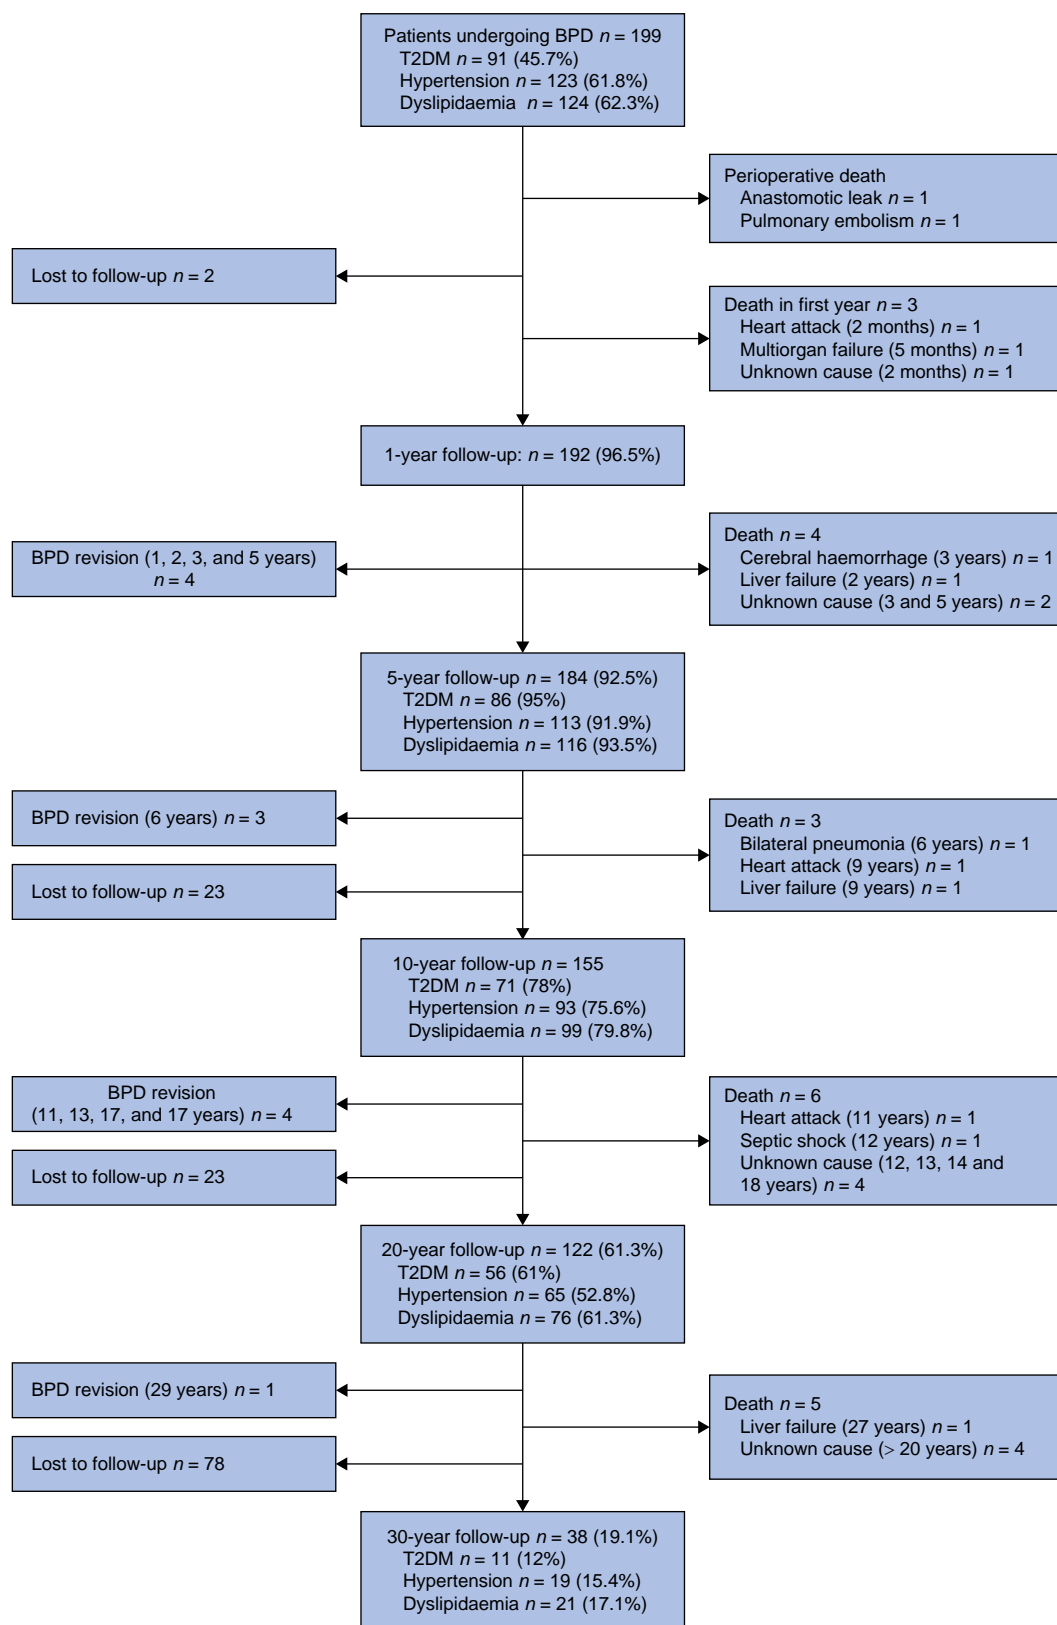 Patients undergoing BPD n = 199
T2DM n = 91 (45.7%)
Hypertension n = 123 (61.8%)
Dyslipidaemia n = 124 (62.3%)
Perioperative death
Anastomotic leak n = 1
Pulmonary embolism n = 1
Lost to follow-up n = 2
Death in first year n = 3
Heart attack (2 months) n = 1
Multiorgan failure (5 months) n = 1
Unknown cause (2 months) n = 1
1-year follow-up: n = 192 (96.5%)
BPD revision (1, 2, 3, and 5 years)
n = 4
Death n = 4
Cerebral haemorrhage (3 years) n = 1
Liver failure (2 years) n = 1
Unknown cause (3 and 5 years) n = 2
5-year follow-up n = 184 (92.5%)
T2DM n = 86 (95%)
Hypertension n = 113 (91.9%)
Dyslipidaemia n = 116 (93.5%)
BPD revision (6 years) n = 3
Lost to follow-up n = 23
Death n = 3
Bilateral pneumonia (6 years) n = 1
Heart attack (9 years) n = 1
Liver failure (9 years) n = 1
10-year follow-up n = 155
T2DM n = 71 (78%)
Hypertension n = 93 (75.6%)
Dyslipidaemia n = 99 (79.8%)
BPD revision
(11, 13, 17, and 17 years) n = 4
Lost to follow-up n = 23
Death n = 6
Heart attack (11 years) n = 1
Septic shock (12 years) n = 1
Unknown cause (12, 13, 14 and
18 years) n = 4
20-year follow-up n = 122 (61.3%)
T2DM n = 56 (61%)
Hypertension n = 65 (52.8%)
Dyslipidaemia n = 76 (61.3%)
BPD revision (29 years) n = 1
Lost to follow-up n = 78
Death n = 5
Liver failure (27 years) n = 1
Unknown cause (> 20 years) n = 4
30-year follow-up n = 38 (19.1%)
T2DM n = 11 (12%)
Hypertension n = 19 (15.4%)
Dyslipidaemia n = 21 (17.1%)